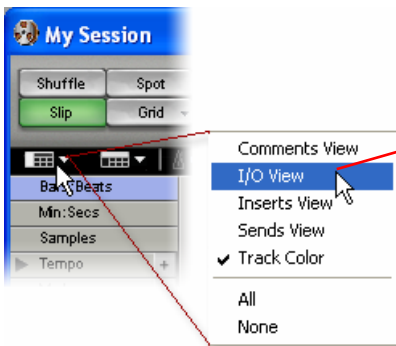 My Session
Shuffle Spot
Slip Grid
Bars:Beats
Min:Secs
Samples
Tempo +
Comments View
I/O View
Inserts View
Sends View
Track Color
All
None